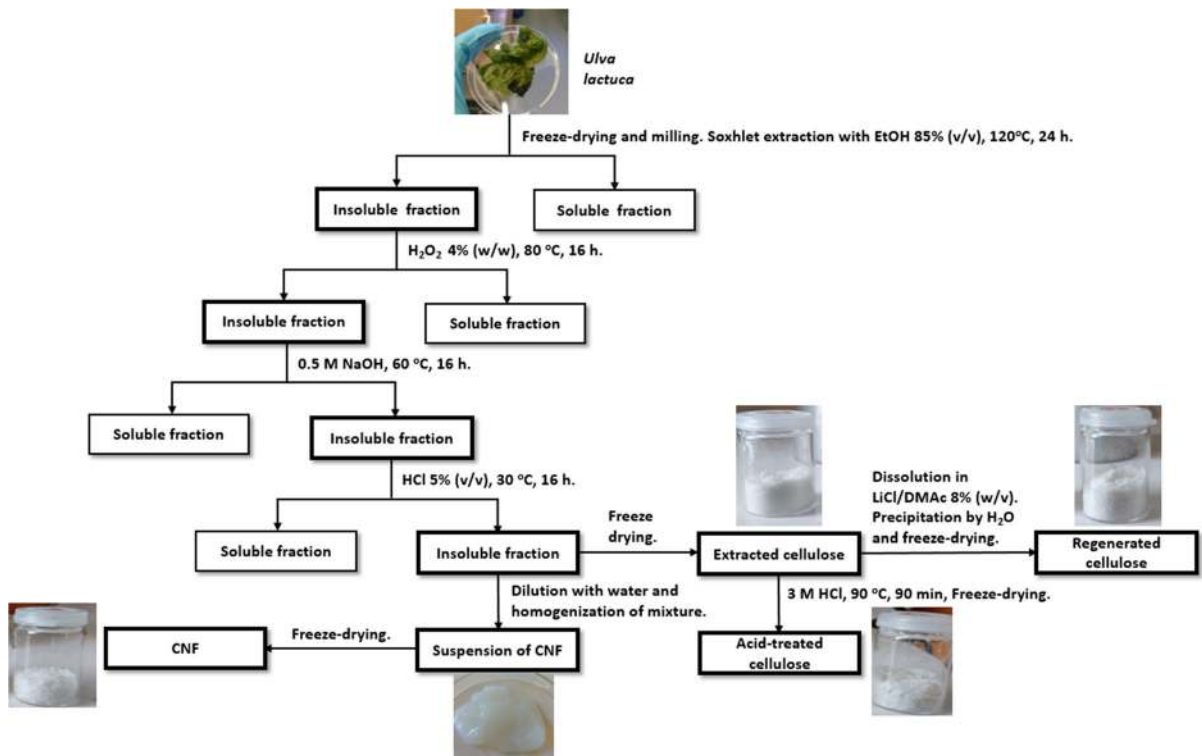 Ulva
lactuca
Freeze-drying and milling. Soxhlet extraction with EtOH 85% (v/v), 120°C, 24 h.
Insoluble fraction
Soluble fraction
H₂O₂ 4% (w/w), 80 °C, 16 h.
Insoluble fraction
Soluble fraction
0.5 M NaOH, 60 °C, 16 h.
Soluble fraction
Insoluble fraction
HCl 5% (v/v), 30 °C, 16 h.
Soluble fraction
Insoluble fraction
Freeze
drying.
Extracted cellulose
Dissolution in
LiCl/DMAc 8% (w/v).
Precipitation by H₂O
and freeze-drying.
Regenerated
cellulose
Dilution with water and
homogenization of mixture.
3 M HCl, 90 °C, 90 min, Freeze-drying.
CNF
Freeze-drying.
Suspension of CNF
Acid-treated
cellulose